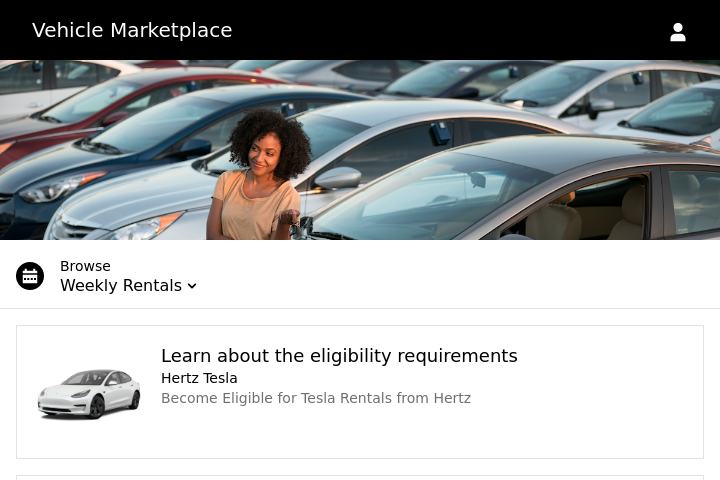 Vehicle Marketplace
Browse
Weekly Rentals
Learn about the eligibility requirements
Hertz Tesla
Become Eligible for Tesla Rentals from Hertz